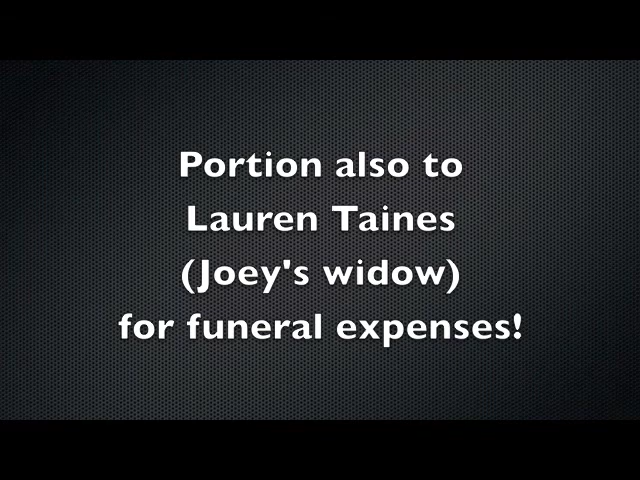 Portion also to
Lauren Taines
(Joey's widow)
for funeral expenses!